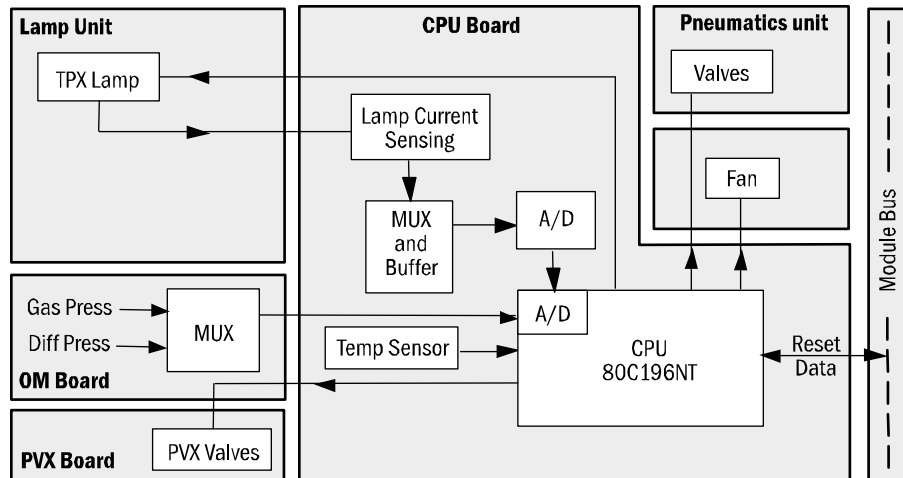 Lamp Unit
TPX Lamp
CPU Board
Lamp Current
Sensing
MUX
and
Buffer
A/D
A/D
CPU
80C196NT
Temp Sensor
Pneumatics unit
Valves
Fan
Module Bus
Reset
Data
Gas Press
Diff Press
MUX
OM Board
PVX Valves
PVX Board